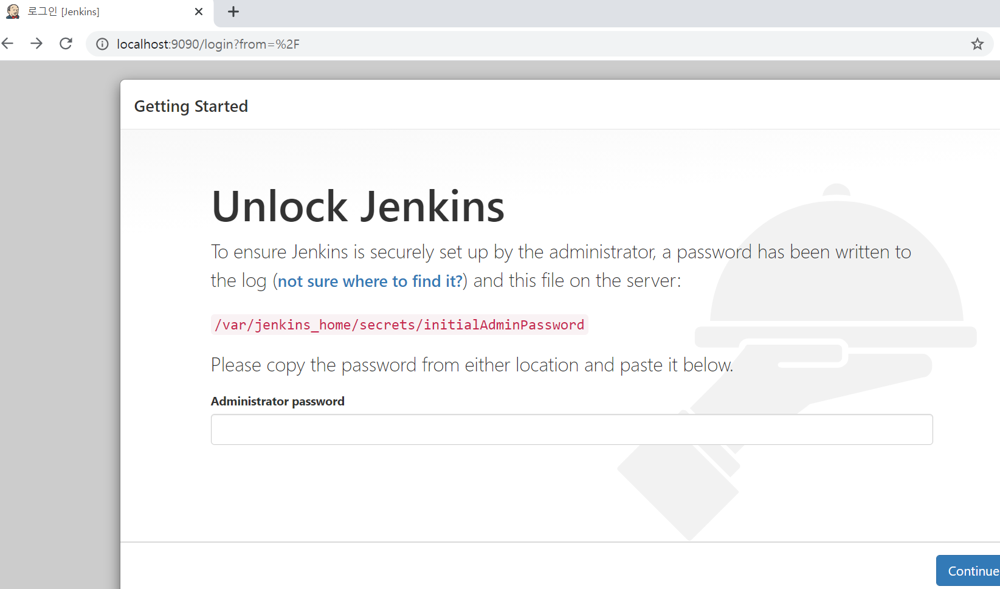 로그인 [Jenkins]
localhost:9090/login?from=%2F
Getting Started
Unlock Jenkins
To ensure Jenkins is securely set up by the administrator, a password has been written to
the log (not sure where to find it?) and this file on the server:
/var/jenkins_home/secrets/initialAdminPassword
Please copy the password from either location and paste it below.
Administrator password
Continue